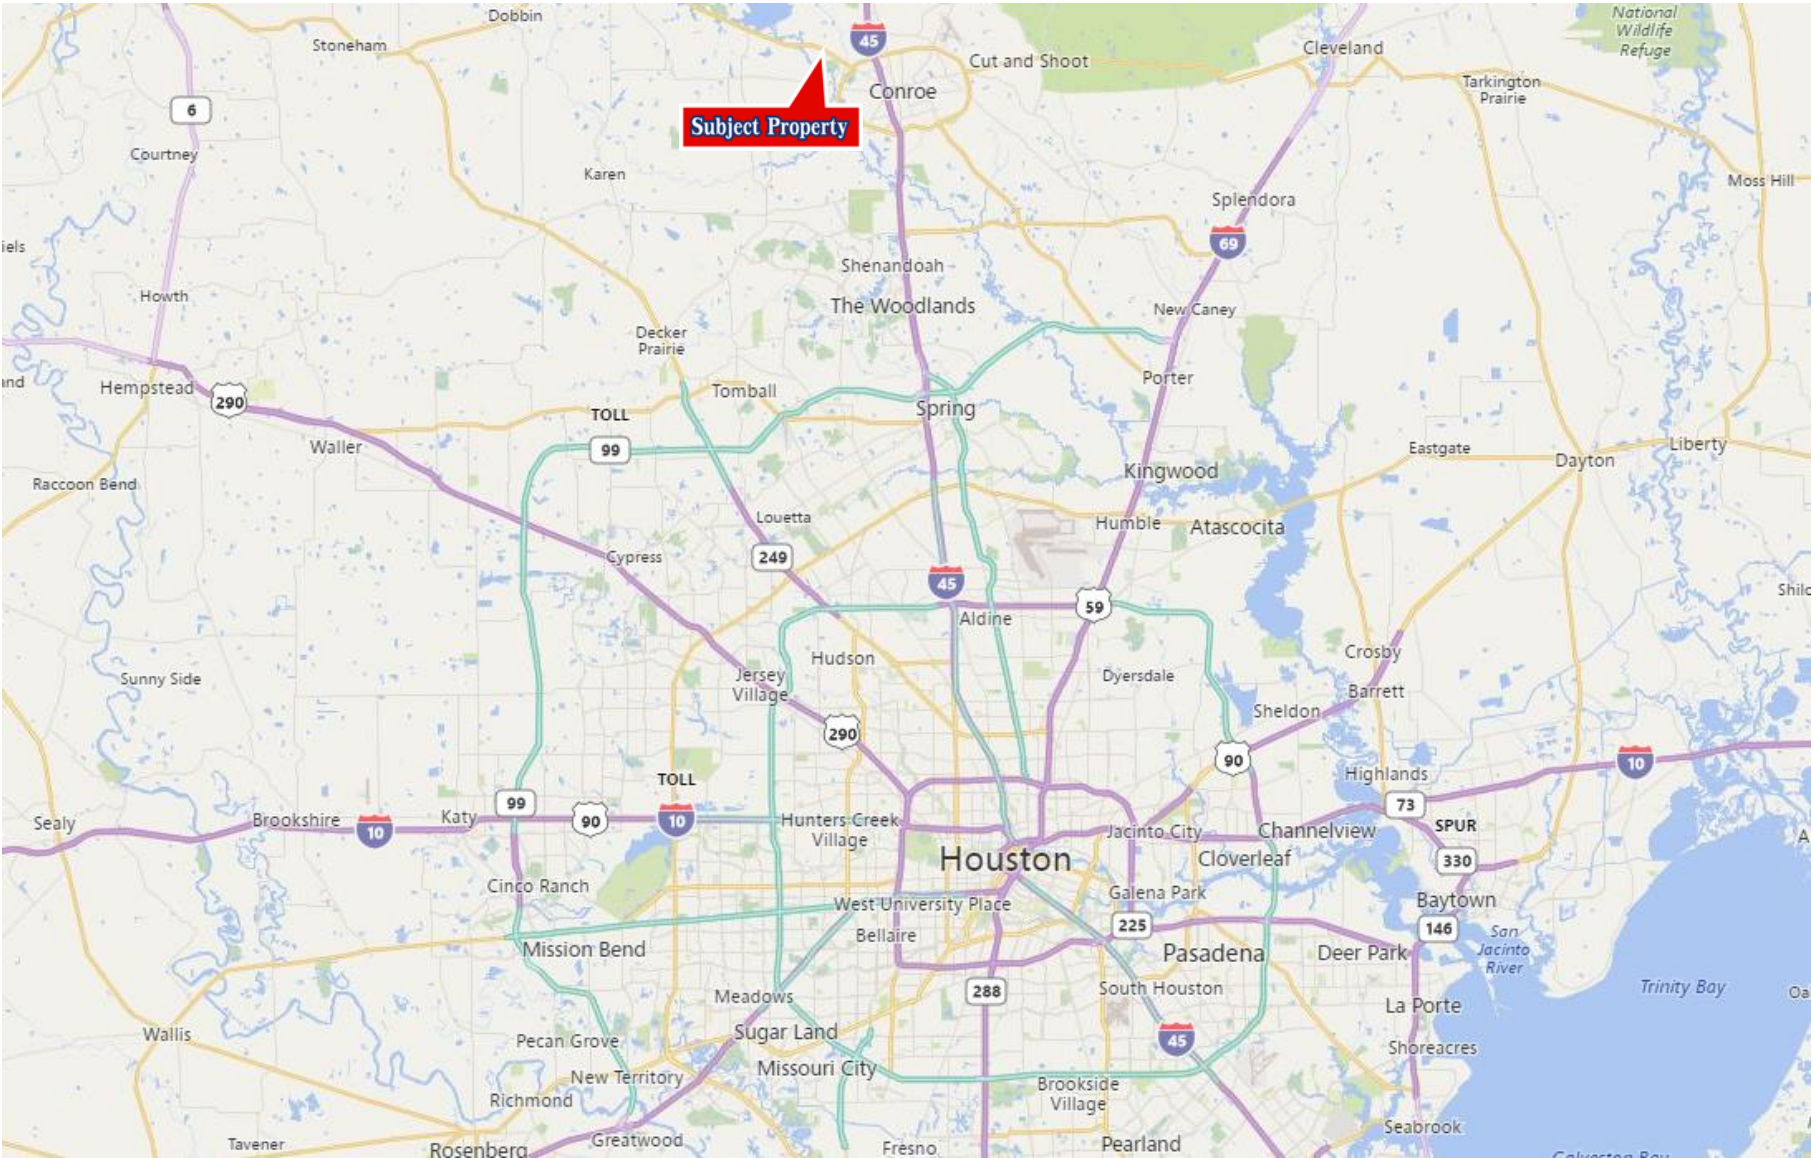 Dobbin
Stoneham
45
Cut and Shoot
Cleveland
National
Wildlife
Refuge
Tarkington
Prairie
6
Conroe
Subject Property
Courtney
Karen
Moss Hill
Splendora
iels
69
Shenandoah
Howth
The Woodlands
New Caney
Decker
Prairie
and
Hempstead
290
Tomball
Porter
TOLL
Spring
99
Waller
Eastgate
Liberty
Dayton
Kingwood
Raccoon Bend
Louetta
Humble
Atascocita
Cypress
249
45
59
Aldine
Shilo
Hudson
Crosby
Sunny Side
Jersey
Village
Dyersdale
Barrett
Sheldon
290
90
10
TOLL
Highlands
99
73
Sealy
Brookshire
10
Katy
90
10
Hunters Creek
Village
Jacinto City
Channelview
SPUR
A
Houston
Cloverleaf
330
Cinco Ranch
Galena Park
West University Place
Baytown
Bellaire
225
146
San
Jacinto
River
Mission Bend
Pasadena
Deer Park
288
South Houston
Trinity Bay
Oa
Meadows
La Porte
Wallis
Sugar Land
Pecan Grove
45
Shoreacres
Missouri City
New Territory
Brookside
Village
Richmond
Seabrook
Tavener
Rosenberg
Greatwood
Fresno
Pearland
Galveston Bay